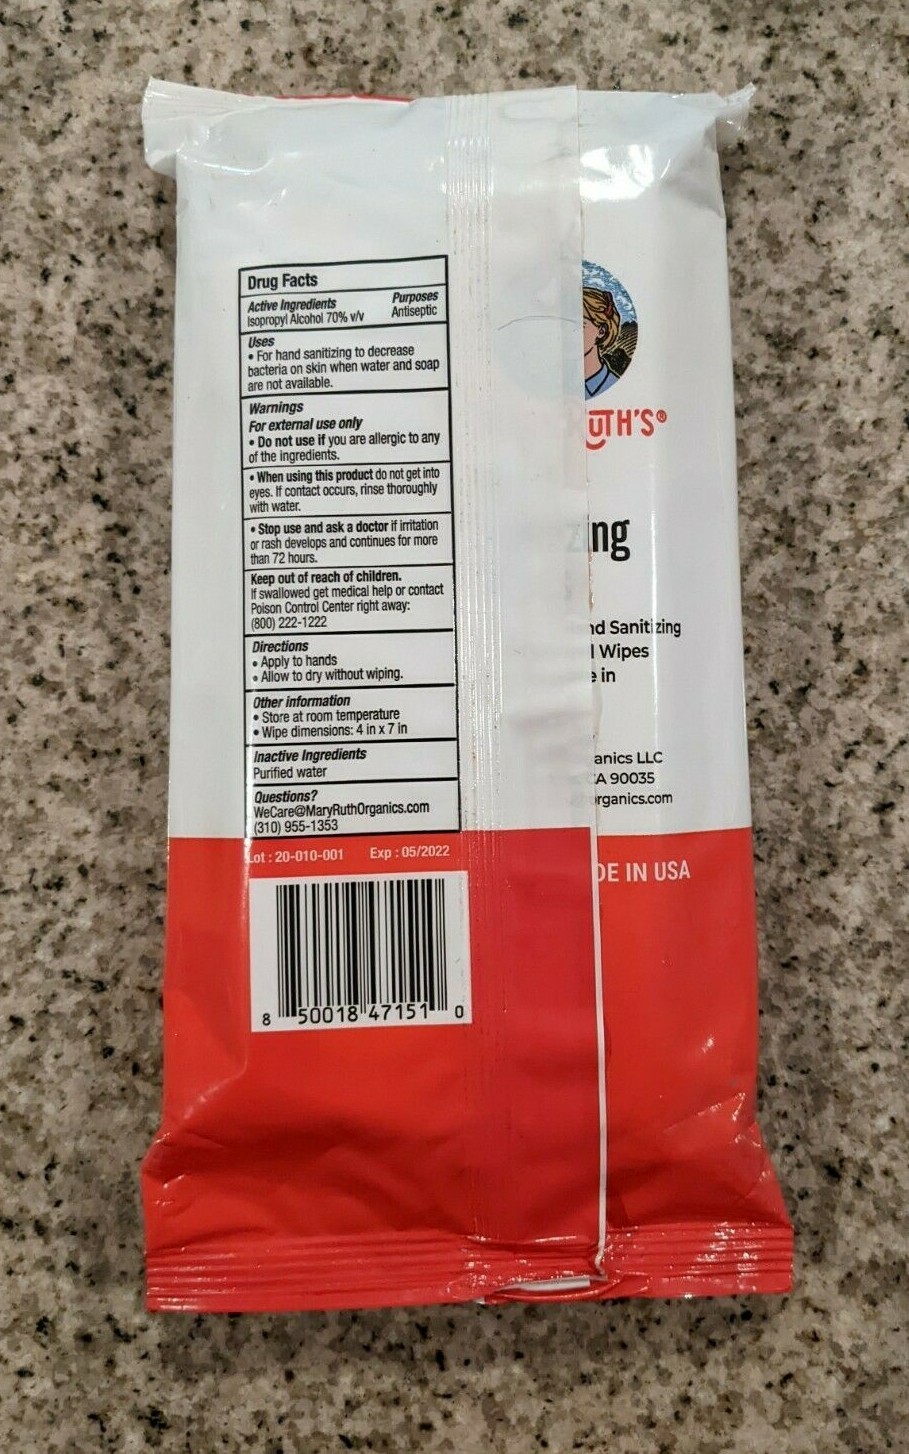 Drug Facts
Active Ingredients Purposes
Isopropyl Alcohol 70% v/v Antiseptic
Uses
• For hand sanitizing to decrease
bacteria on skin when water and soap
are not available.
Warnings
For external use only
• Do not use if you are allergic to any
of the ingredients.
• When using this product do not get into
eyes. If contact occurs, rinse thoroughly
with water.
• Stop use and ask a doctor if irritation
or rash develops and continues for more
than 72 hours.
Keep out of reach of children.
If swallowed get medical help or contact
Poison Control Center right away:
(800) 222-1222
Directions
• Apply to hands
• Allow to dry without wiping.
Other information
• Store at room temperature
• Wipe dimensions: 4 in x 7 in
Inactive Ingredients
Purified water
Questions?
WeCare@MaryRuthOrganics.com
(310) 955-1353
Lot : 20-010-001 Exp : 05/2022
8 50018 47151 0
UTH'S®
zing
nd Sanitizing
l Wipes
e in
anics LLC
CA 90035
organics.com
DE IN USA